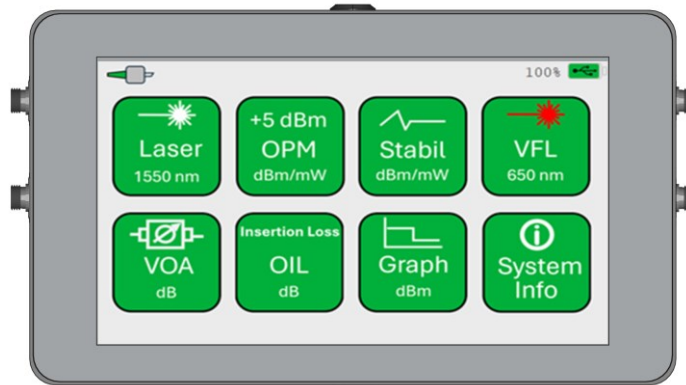 100%
Laser
1550 nm
+5 dBm
OPM
dBm/mW
Stabil
dBm/mW
VFL
650 nm
VOA
dB
Insertion Loss
OIL
dB
Graph
dBm
System
Info